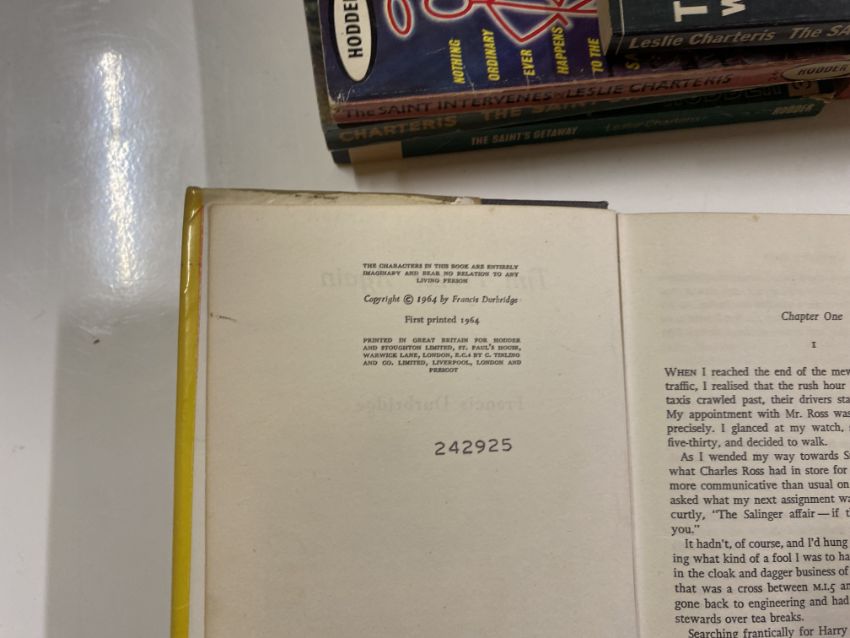 HODDER
NOTHING
ORDINARY
EVER
HAPPENS
TO THE
Leslie Charteris THE SA
THE SAINT INTERVENES - LESLIE CHARTERIS
HODDER
CHARTERIS THE SAINT
THE SAINT'S GETAWAY Leslie Charteris HODDER
THE CHARACTERS IN THIS BOOK ARE ENTIRELY
IMAGINARY AND BEAR NO RELATION TO ANY
LIVING PERSON
Copyright © 1964 by Francis Durbridge
First printed 1964
PRINTED IN GREAT BRITAIN FOR HODDER
AND STOUGHTON LIMITED, ST. PAUL'S HOUSE,
WARWICK LANE, LONDON, E.C.4 BY C. TINLING
AND CO. LIMITED, LIVERPOOL, LONDON AND
PRESCOT
242925
Chapter One
I
WHEN I reached the end of the mew
traffic, I realised that the rush hour
taxis crawled past, their drivers sta
My appointment with Mr. Ross was
precisely. I glanced at my watch,
five-thirty, and decided to walk.
As I wended my way towards S
what Charles Ross had in store for
more communicative than usual on
asked what my next assignment wa
curtly, "The Salinger affair—if t
you."
It hadn't, of course, and I'd hung
ing what kind of a fool I was to ha
in the cloak and dagger business of
that was a cross between M.I.5 an
gone back to engineering and had
stewards over tea breaks.
Searching frantically for Harry